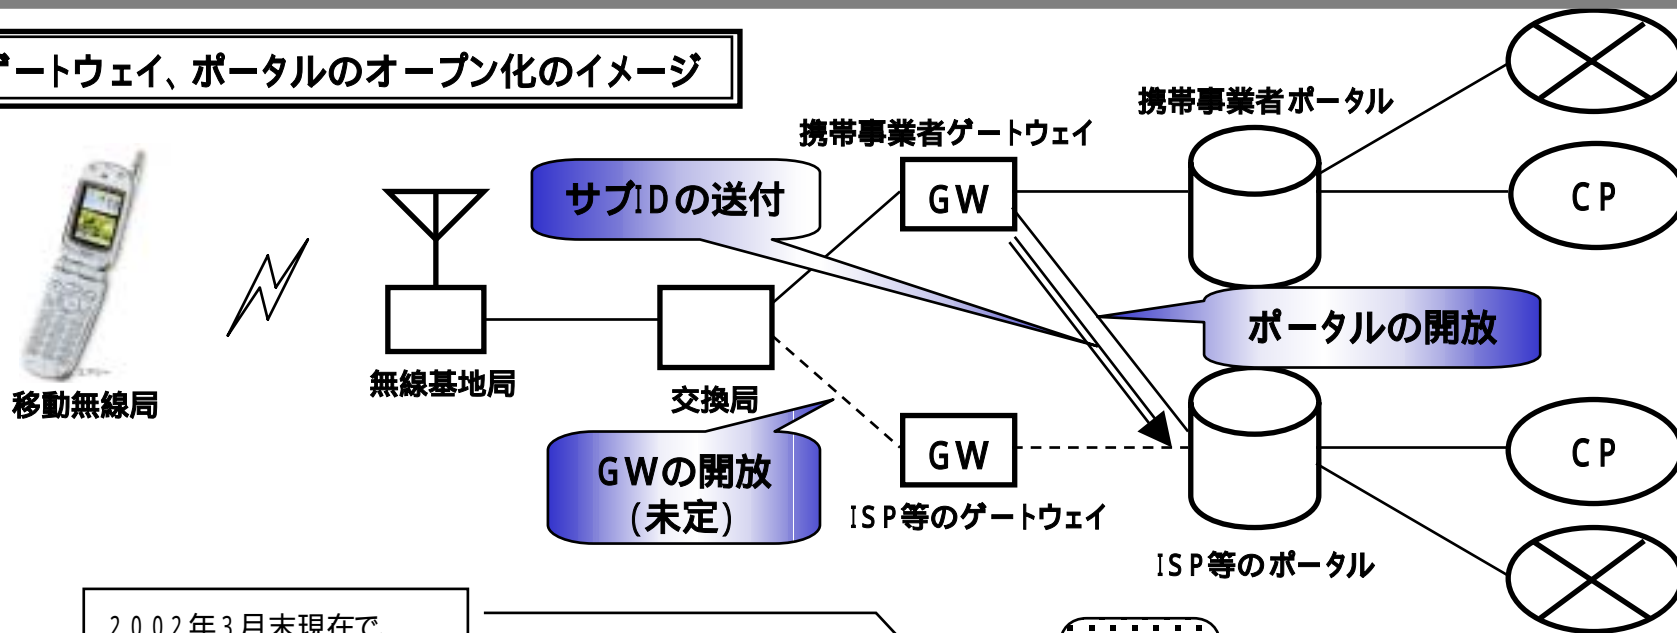 ゲートウェイ、ポータルのオープン化のイメージ
携帯事業者ポータル
携帯事業者ゲートウェイ
サブIDの送付
GW
CP
ポータルの開放
移動無線局
無線基地局
交換局
GWの開放
(未定)
GW
CP
ISP等のゲートウェイ
ISP等のポータル
2002年3月末現在で、